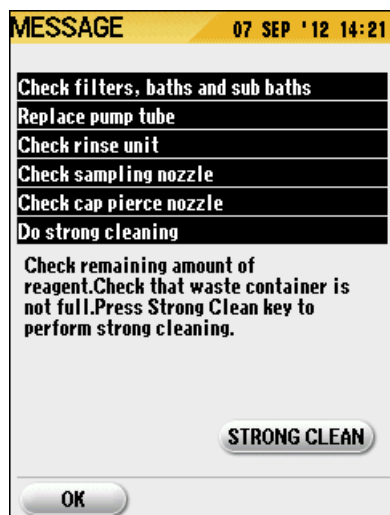 MESSAGE 07 SEP '12 14:21
Check filters, baths and sub baths
Replace pump tube
Check rinse unit
Check sampling nozzle
Check cap pierce nozzle
Do strong cleaning
Check remaining amount of
reagent.Check that waste container is
not full.Press Strong Clean key to
perform strong cleaning.
STRONG CLEAN
OK